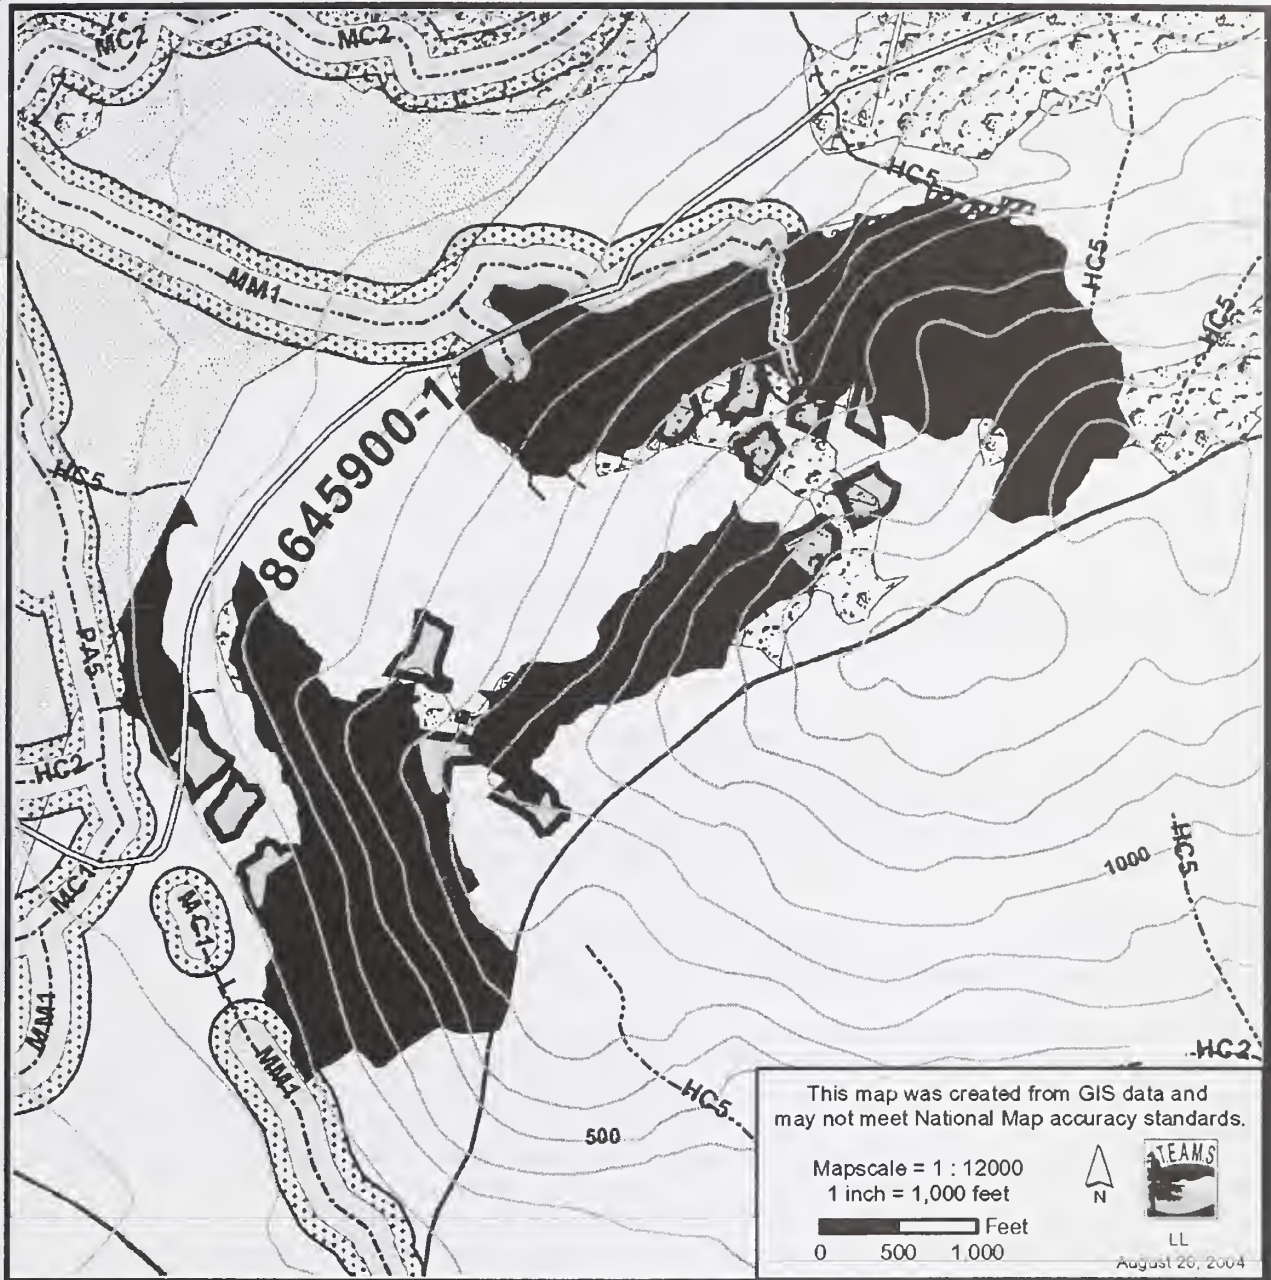 MC2
MC2
HC5
MM1
HC5
HC5
8645900-1
HC5
PA5
HC2
MC1
MC1
MM1
MM1
HC5
1000
HC2
HC5
500
This map was created from GIS data and
may not meet National Map accuracy standards.
Mapscale = 1 : 12000
1 inch = 1,000 feet
N
T.E.A.M.S
Feet
0 500 1,000
LL
August 26, 2004